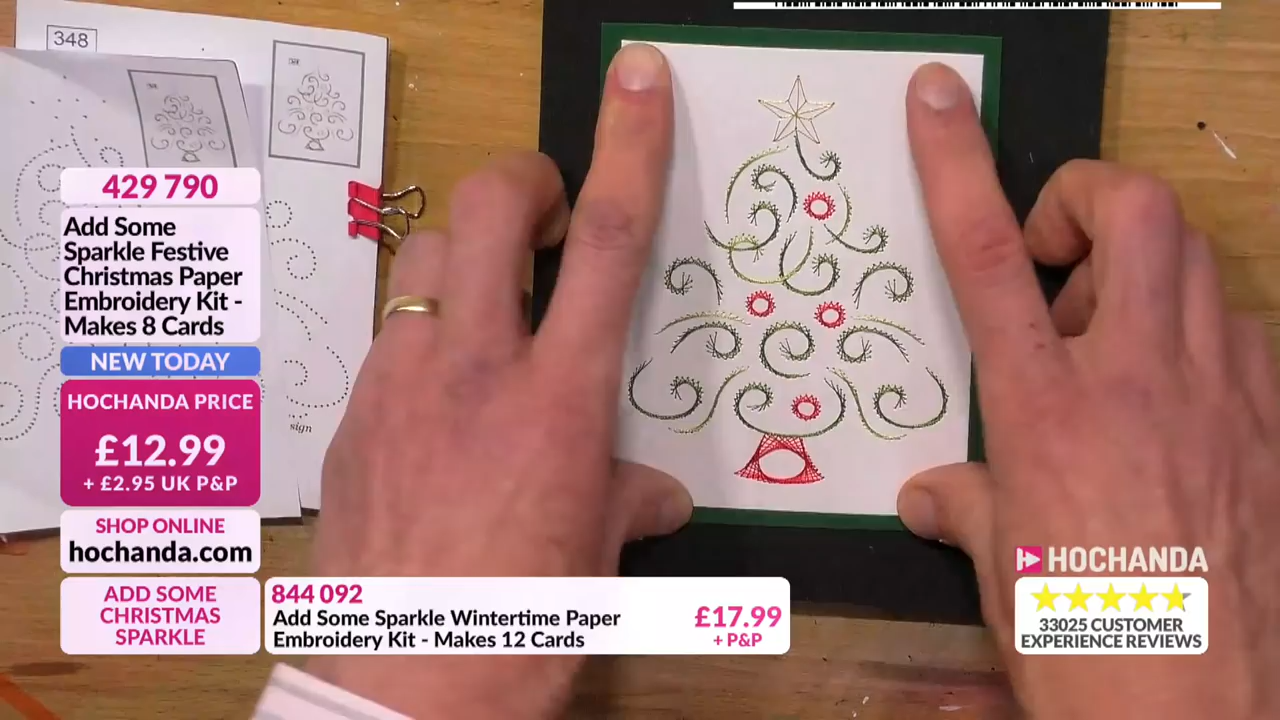 348
429 790
Add Some
Sparkle Festive
Christmas Paper
Embroidery Kit -
Makes 8 Cards
NEW TODAY
HOCHANDA PRICE
£12.99
+ £2.95 UK P&P
SHOP ONLINE
hochanda.com
ADD SOME
CHRISTMAS
SPARKLE
844 092
Add Some Sparkle Wintertime Paper
Embroidery Kit - Makes 12 Cards
£17.99
+ P&P
sign
HOCHANDA
33025 CUSTOMER
EXPERIENCE REVIEWS